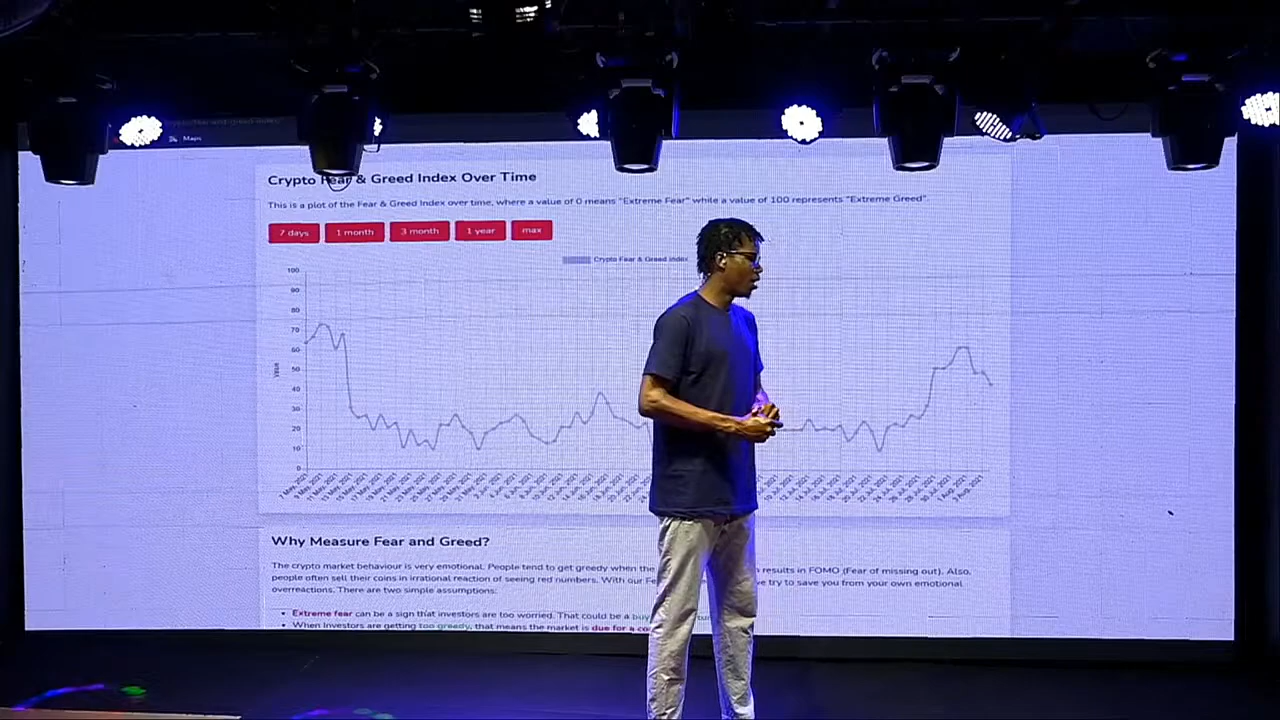 Maps
Crypto Fear & Greed Index Over Time
This is a plot of the Fear & Greed Index over time, where a value of 0 means "Extreme Fear" while a value of 100 represents "Extreme Greed".
7 days 1 month 3 month 1 year max
Crypto Fear & Greed Index
100
90
80
70
60
50
40
30
20
10
0
Value
Why Measure Fear and Greed?
The crypto market behaviour is very emotional. People tend to get greedy when the results in FOMO (Fear of missing out). Also,
people often sell their coins in irrational reaction of seeing red numbers. With our Fe ve try to save you from your own emotional
overreactions. There are two simple assumptions:
• Extreme fear can be a sign that investors are too worried. That could be a buy
• When Investors are getting too greedy, that means the market is due for a co